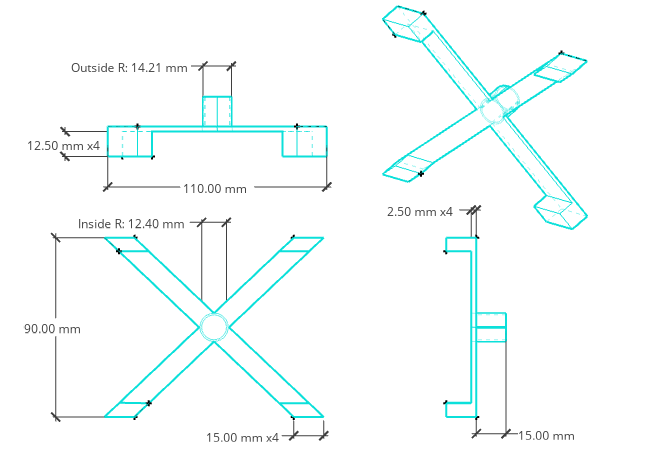 Outside R: 14.21 mm
12.50 mm x4
110.00 mm
2.50 mm x4
Inside R: 12.40 mm
90.00 mm
15.00 mm x4
15.00 mm